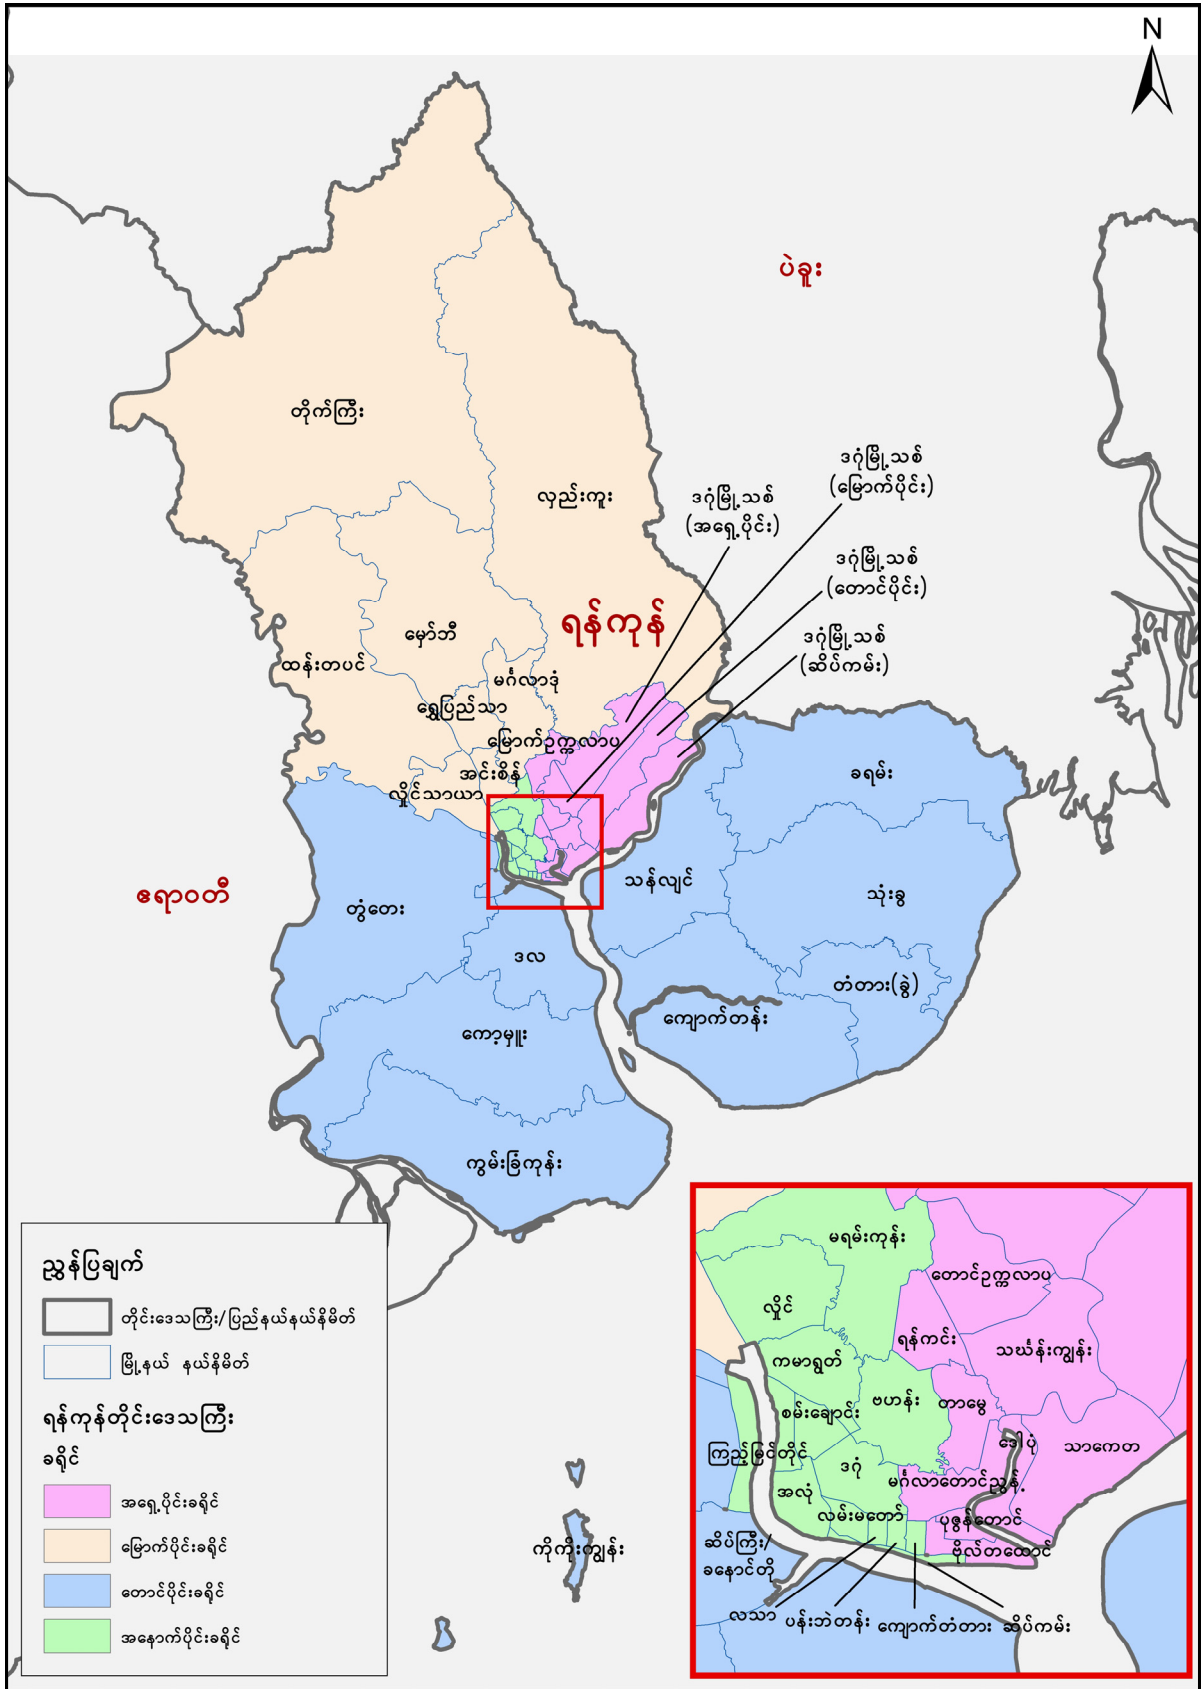 N
ပဲခူး
တိုက်ကြီး
လှည်းကူး
ဒဂုံမြို့သစ်
(မြောက်ပိုင်း)
ဒဂုံမြို့သစ်
(အရှေ့ပိုင်း)
ဒဂုံမြို့သစ်
(တောင်ပိုင်း)
ဒဂုံမြို့သစ်
(ဆိပ်ကမ်း)
ရန်ကုန်
မှော်ဘီ
ထန်းတပင်
မင်္ဂလာဒုံ
ရွှေပြည်သာ
မြောက်ဥက္ကလာပ
အင်းစိန်
လှိုင်သာယာ
ခရမ်း
ဧရာဝတီ
တွံတေး
သန်လျင်
သုံးခွ
ဒလ
တံတား(ခွဲ)
ကျောက်တန်း
ကော့မှူး
ကွမ်းခြံကုန်း
ကိုကိုးကျွန်း
ညွှန်ပြချက်
တိုင်းဒေသကြီး/ပြည်နယ်နယ်နိမိတ်
မြို့နယ် နယ်နိမိတ်
ရန်ကုန်တိုင်းဒေသကြီး
ခရိုင်
အရှေ့ပိုင်းခရိုင်
မြောက်ပိုင်းခရိုင်
တောင်ပိုင်းခရိုင်
အနောက်ပိုင်းခရိုင်
မရမ်းကုန်း
တောင်ဥက္ကလာပ
လှိုင်
ရန်ကင်း
သင်္ဃန်းကျွန်း
ကမာရွတ်
ဗဟန်း
တာမွေ
စမ်းချောင်း
ဒေါပုံ
သာကေတ
ကြည့်မြင်တိုင်
ဒဂုံ
မင်္ဂလာတောင်ညွန့်
အလုံ
လမ်းမတော်
ပုဇွန်တောင်
ဆိပ်ကြီး/
ခနောင်တို
ဗိုလ်တထောင်
လသာ
ပန်းဘဲတန်း
ကျောက်တံတား
ဆိပ်ကမ်း